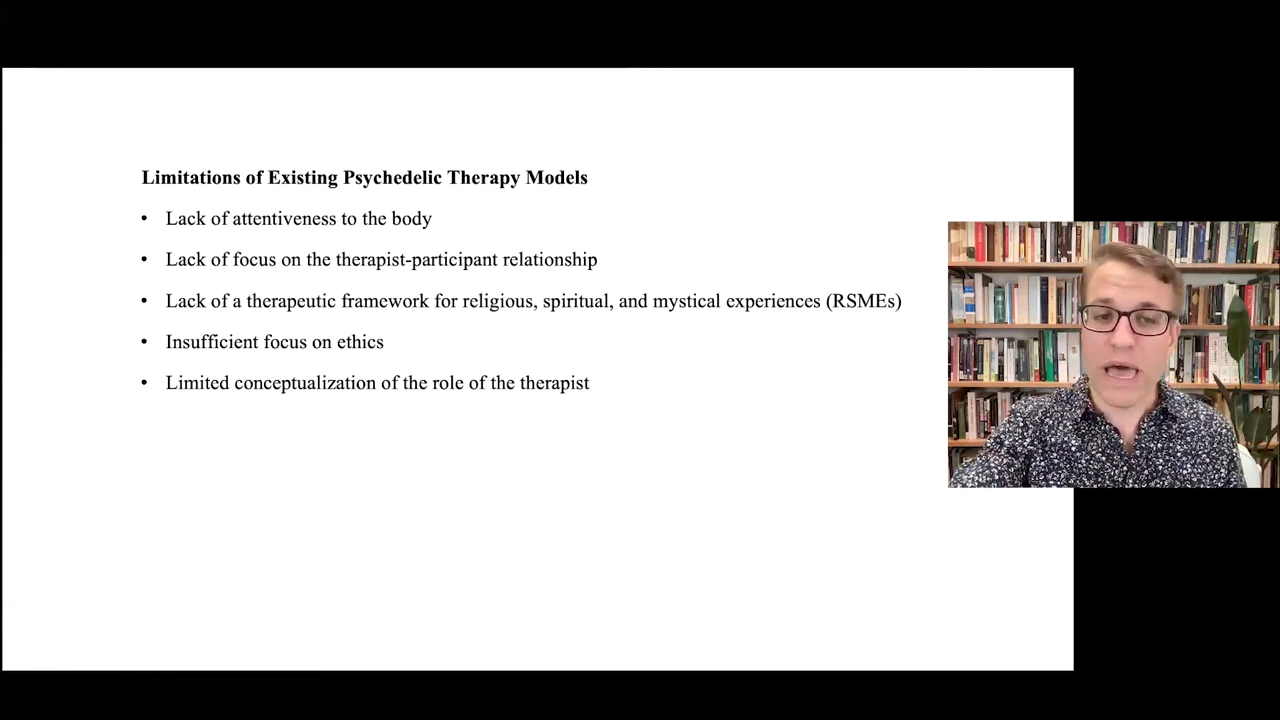 Limitations of Existing Psychedelic Therapy Models
• Lack of attentiveness to the body
• Lack of focus on the therapist-participant relationship
• Lack of a therapeutic framework for religious, spiritual, and mystical experiences (RSMEs)
• Insufficient focus on ethics
• Limited conceptualization of the role of the therapist